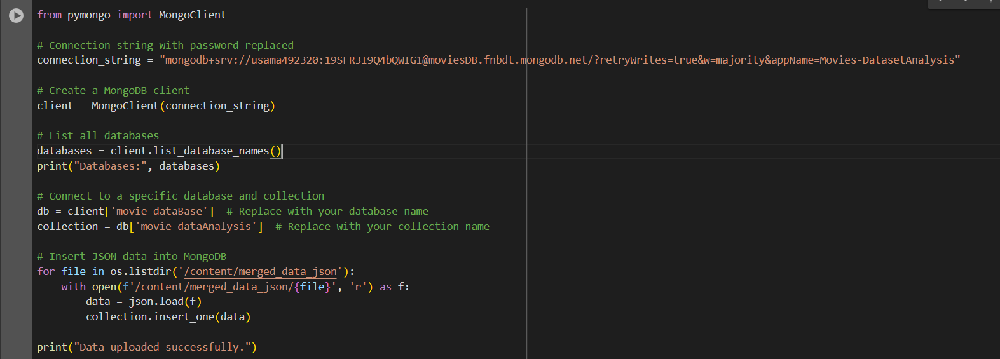 from pymongo import MongoClient
# Connection string with password replaced
connection_string = "mongodb+srv://usama492320:19SFR3I9Q4bQWIG1@moviesDB.fnbdt.mongodb.net/?retryWrites=true&w=majority&appName=Movies-DatasetAnalysis"
# Create a MongoDB client
client = MongoClient(connection_string)
# List all databases
databases = client.list_database_names()
print("Databases:", databases)
# Connect to a specific database and collection
db = client['movie-dataBase']  # Replace with your database name
collection = db['movie-dataAnalysis']  # Replace with your collection name
# Insert JSON data into MongoDB
for file in os.listdir('/content/merged_data_json'):
    with open(f'/content/merged_data_json/{file}', 'r') as f:
        data = json.load(f)
        collection.insert_one(data)
print("Data uploaded successfully.")